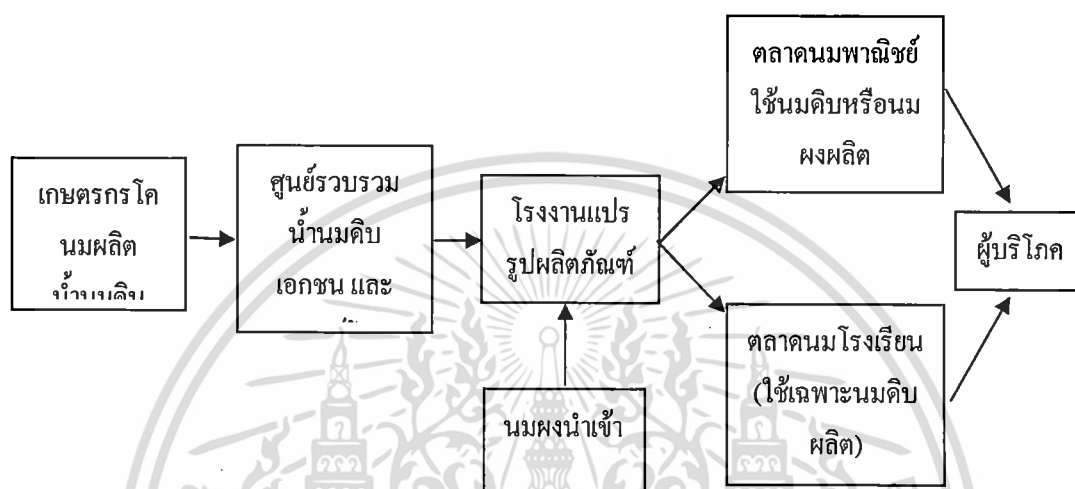 เกษตรกรโค
นมผลิต
น้ำนมดิบ
ศูนย์รวบรวม
น้ำนมดิบ
เอกชน และ
โรงงานแปร
รูปผลิตภัณฑ์
นมผงนำเข้า
ตลาดนมพาณิชย์
ใช้นมดิบหรือนม
ผงผลิต
ตลาดนมโรงเรียน
(ใช้เฉพาะนมดิบ
ผลิต)
ผู้บริโภค